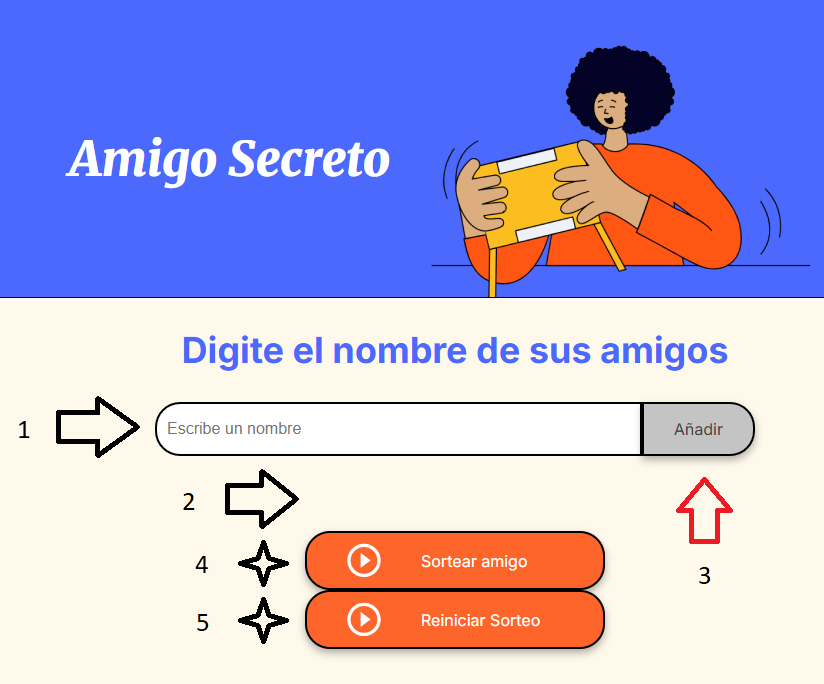 Amigo Secreto
Digite el nombre de sus amigos
1
Escribe un nombre
Añadir
2
3
4
Sortear amigo
5
Reiniciar Sorteo